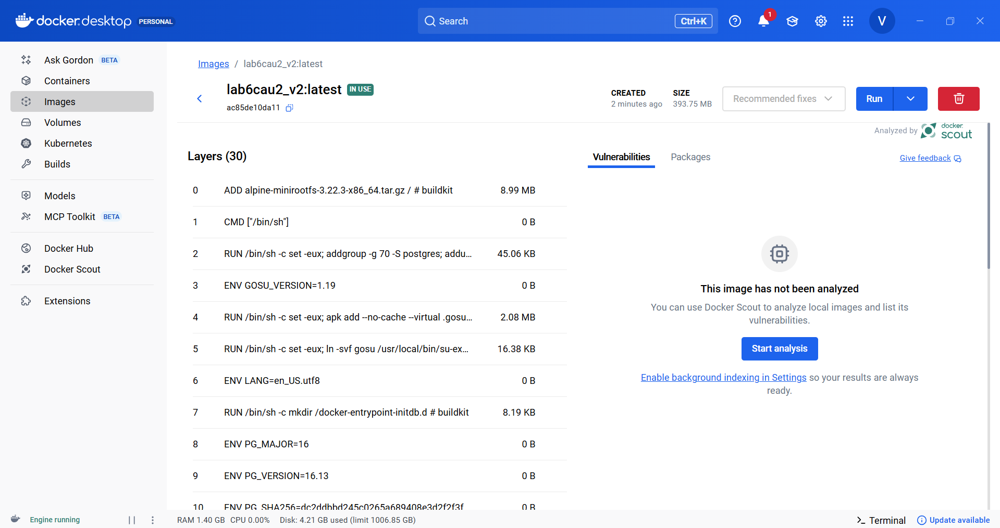 docker.desktop PERSONAL
Search Ctrl+K
1
V
Ask Gordon BETA
Containers
Images
Volumes
Kubernetes
Builds
Models
MCP Toolkit BETA
Docker Hub
Docker Scout
Extensions
Images / lab6cau2_v2:latest
lab6cau2_v2:latest IN USE
ac85de10da11
CREATED
2 minutes ago
SIZE
393.75 MB
Recommended fixes
Run
Analyzed by docker scout
Layers (30)
0 ADD alpine-minirootfs-3.22.3-x86_64.tar.gz / # buildkit 8.99 MB
1 CMD ["/bin/sh"] 0 B
2 RUN /bin/sh -c set -eux; addgroup -g 70 -S postgres; addu... 45.06 KB
3 ENV GOSU_VERSION=1.19 0 B
4 RUN /bin/sh -c set -eux; apk add --no-cache --virtual .gosu... 2.08 MB
5 RUN /bin/sh -c set -eux; ln -svf gosu /usr/local/bin/su-ex... 16.38 KB
6 ENV LANG=en_US.utf8 0 B
7 RUN /bin/sh -c mkdir /docker-entrypoint-initdb.d # buildkit 8.19 KB
8 ENV PG_MAJOR=16 0 B
9 ENV PG_VERSION=16.13 0 B
10 ENV PG_SHA256=dc2ddbbd245c0265a689408e3d2f2f3f 0 B
Vulnerabilities
Packages
Give feedback
This image has not been analyzed
You can use Docker Scout to analyze local images and list its
vulnerabilities.
Start analysis
Enable background indexing in Settings so your results are always
ready.
Engine running
RAM 1.40 GB CPU 0.00% Disk: 4.21 GB used (limit 1006.85 GB)
Terminal
Update available